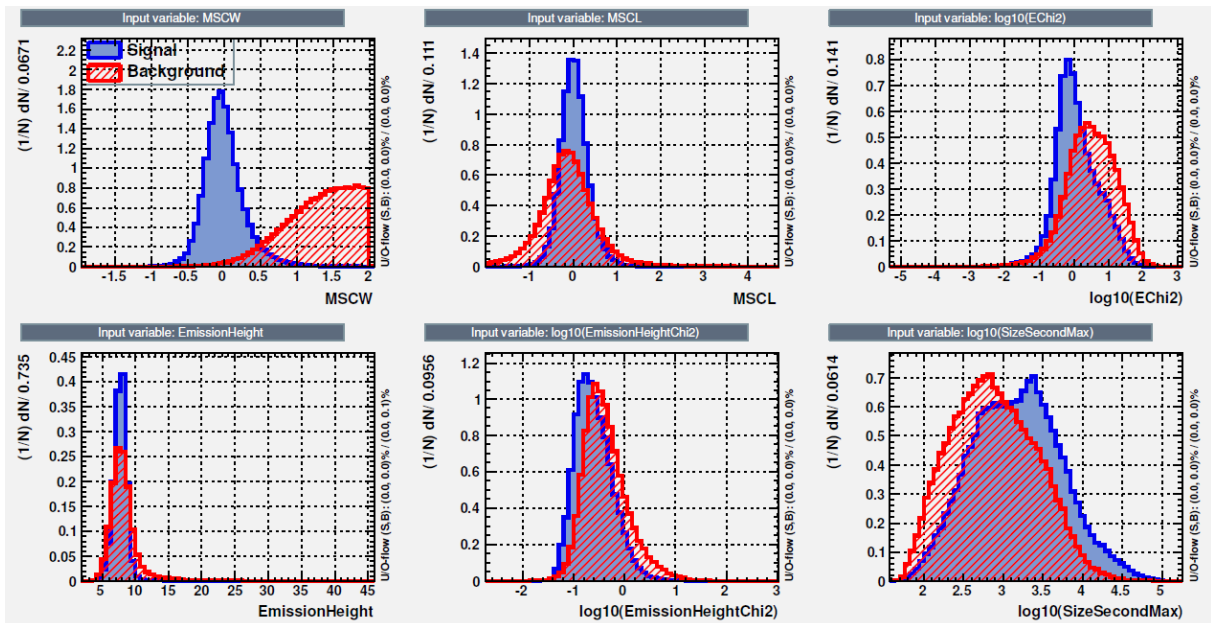 Input variable: MSCW
(1/N) dN/ 0.0671
2.2
2
1.8
1.6
1.4
1.2
1
0.8
0.6
0.4
0.2
0
Signal
Background
-1.5 -1 -0.5 0 0.5 1 1.5 2
MSCW
U/O-flow (S,B): (0.0, 0.0)% / (0.0, 0.0)%
Input variable: MSCL
(1/N) dN/ 0.111
1.6
1.4
1.2
1
0.8
0.6
0.4
0.2
0
-1 0 1 2 3 4
MSCL
U/O-flow (S,B): (0.0, 0.0)% / (0.0, 0.0)%
Input variable: log10(EChi2)
(1/N) dN/ 0.141
0.8
0.7
0.6
0.5
0.4
0.3
0.2
0.1
0
-5 -4 -3 -2 -1 0 1 2 3
log10(EChi2)
U/O-flow (S,B): (0.0, 0.0)% / (0.0, 0.0)%
Input variable: EmissionHeight
(1/N) dN/ 0.735
0.45
0.4
0.35
0.3
0.25
0.2
0.15
0.1
0.05
0
5 10 15 20 25 30 35 40 45
EmissionHeight
U/O-flow (S,B): (0.0, 0.0)% / (0.0, 0.1)%
Input variable: log10(EmissionHeightChi2)
(1/N) dN/ 0.0956
1.2
1
0.8
0.6
0.4
0.2
0
-2 -1 0 1 2 3
log10(EmissionHeightChi2)
U/O-flow (S,B): (0.0, 0.0)% / (0.0, 0.0)%
Input variable: log10(SizeSecondMax)
(1/N) dN/ 0.0614
0.7
0.6
0.5
0.4
0.3
0.2
0.1
0
2 2.5 3 3.5 4 4.5 5
log10(SizeSecondMax)
U/O-flow (S,B): (0.0, 0.0)% / (0.0, 0.0)%